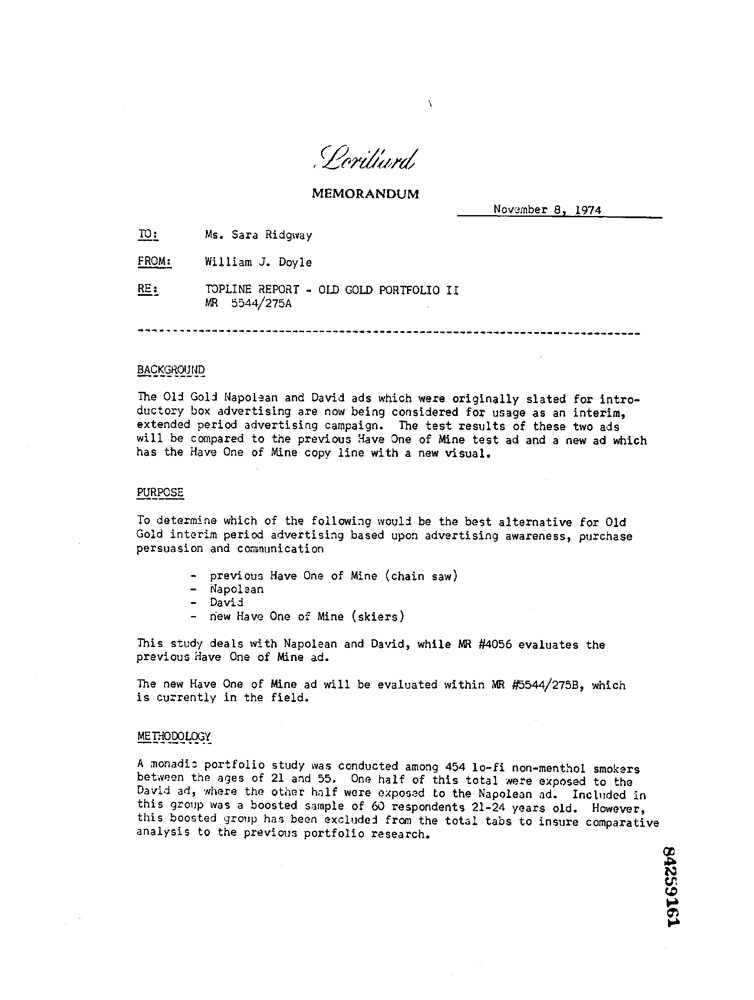 Lorillard
MEMORANDUM
November 8, 1974
TO: Ms. Sara Ridgway
FROM: William J. Doyle
RE: TOPLINE REPORT - OLD GOLD PORTFOLIO II
MR 5544/275A
BACKGROUND
The Old Gold Napolean and David ads which were originally slated for intro-
ductory box advertising are now being considered for usage as an interim,
extended period advertising campaign. The test results of these two ads
will be compared to the previous Have One of Mine test ad and a new ad which
has the Have One of Mine copy line with a new visual.
PURPOSE
To determine which of the following would be the best alternative for Old
Gold interim period advertising based upon advertising awareness, purchase
persuasion and communication
- previous Have One of Mine (chain saw)
- Napolean
- David
- new Have One of Mine (skiers)
This study deals with Napolean and David, while MR #4056 evaluates the
previous Have One of Mine ad.
The new Have One of Mine ad will be evaluated within MR #5544/275B, which
is currently in the field.
METHODOLOGY
A monadic portfolio study was conducted among 454 lo-fi non-menthol smokers
between the ages of 21 and 55. One half of this total were exposed to the
David ad, where the other half were exposed to the Napolean ad. Included in
this group was a boosted sample of 60 respondents 21-24 years old. However,
this boosted group has been excluded from the total tabs to insure comparative
analysis to the previous portfolio research.
84259161